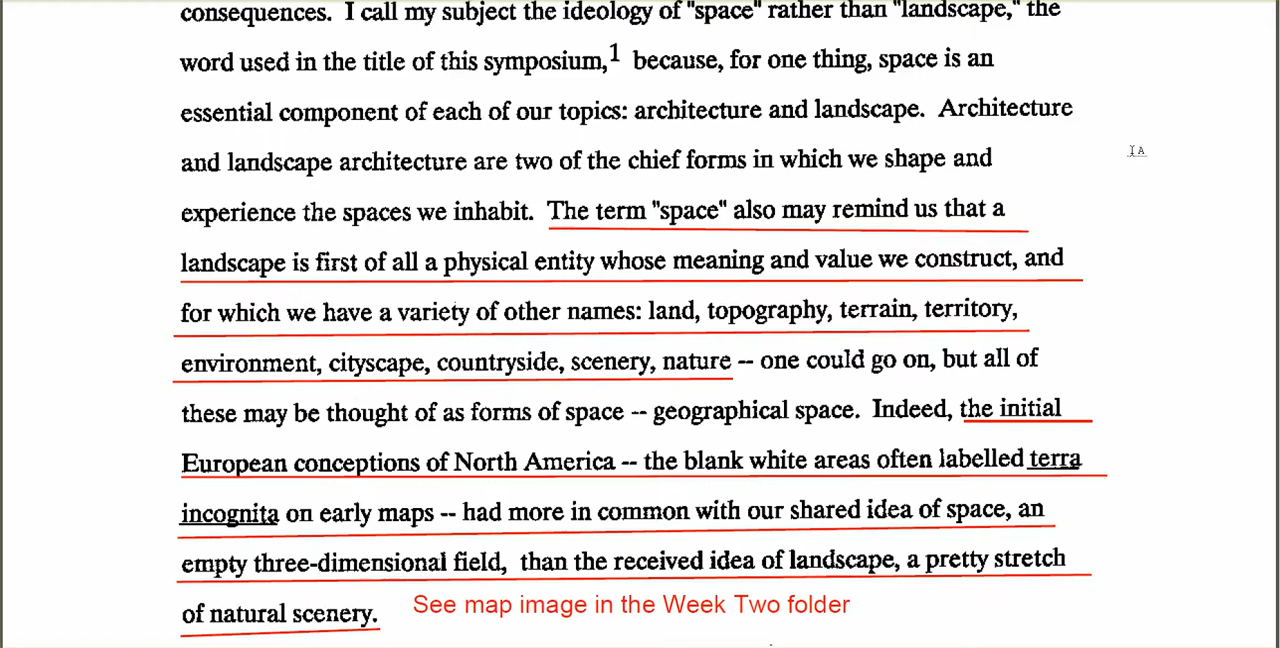 consequences. I call my subject the ideology of "space" rather than "landscape," the
word used in the title of this symposium,1 because, for one thing, space is an
essential component of each of our topics: architecture and landscape. Architecture
and landscape architecture are two of the chief forms in which we shape and
experience the spaces we inhabit. The term "space" also may remind us that a
landscape is first of all a physical entity whose meaning and value we construct, and
for which we have a variety of other names: land, topography, terrain, territory,
environment, cityscape, countryside, scenery, nature -- one could go on, but all of
these may be thought of as forms of space -- geographical space. Indeed, the initial
European conceptions of North America -- the blank white areas often labelled terra
incognita on early maps -- had more in common with our shared idea of space, an
empty three-dimensional field, than the received idea of landscape, a pretty stretch
of natural scenery. See map image in the Week Two folder